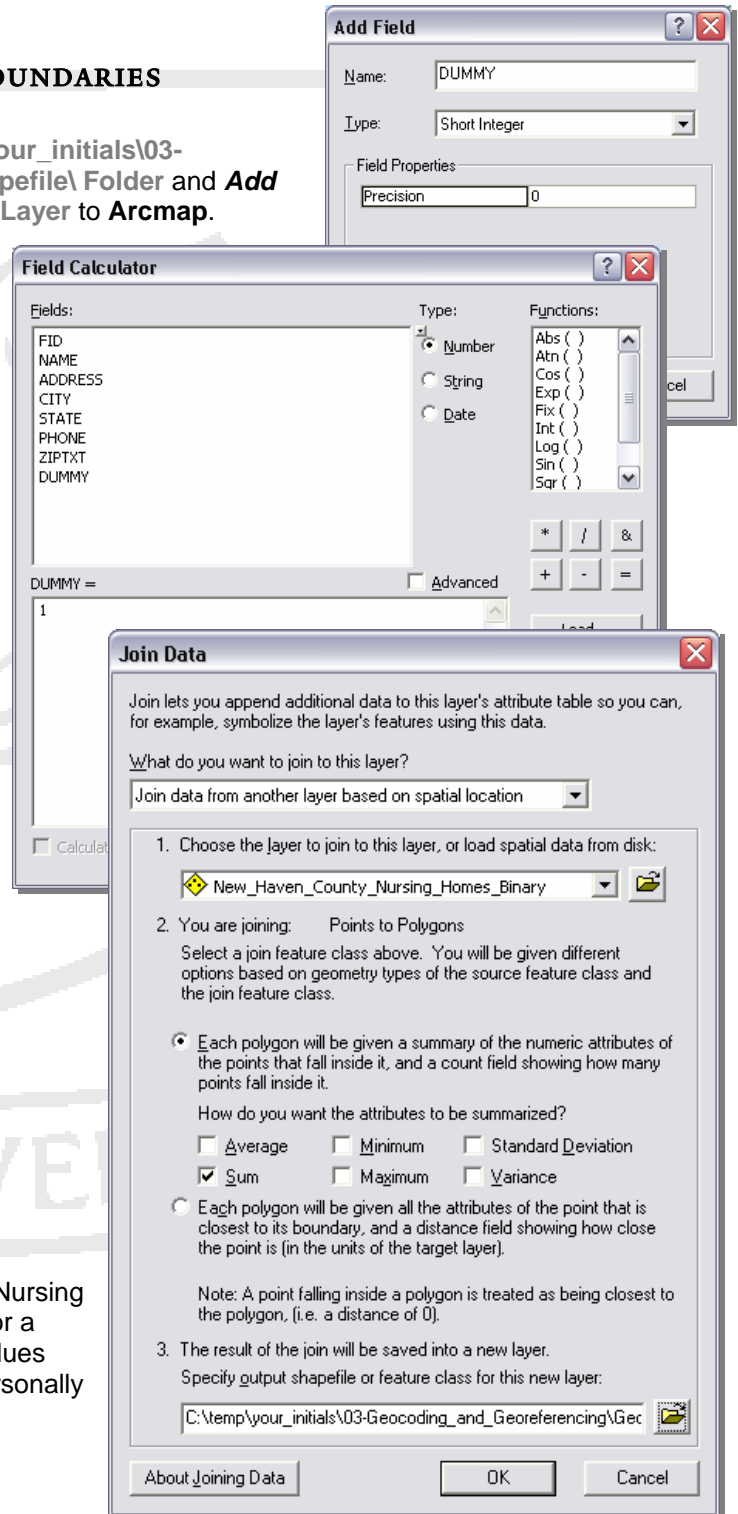 Add Field
Name: DUMMY
OUNDARIES
Type: Short Integer
our_initials\03-
Field Properties
pefile\ Folder and Add
Precision 0
Layer to Arcmap.
Field Calculator
Fields: Type: Functions:
FID
NAME
ADDRESS
CITY
STATE
PHONE
ZIPTXT
DUMMY
Number
String
Date
Abs ( )
Atn ( )
Cos ( )
Exp ( )
Fix ( )
Int ( )
Log ( )
Sin ( )
Sqr ( )
cel
* / &
+ - =
DUMMY = Advanced
1
Join Data
Join lets you append additional data to this layer's attribute table so you can,
for example, symbolize the layer's features using this data.
What do you want to join to this layer?
Join data from another layer based on spatial location
Calculat
1. Choose the layer to join to this layer, or load spatial data from disk:
New_Haven_County_Nursing_Homes_Binary
2. You are joining: Points to Polygons
Select a join feature class above. You will be given different
options based on geometry types of the source feature class and
the join feature class.
Each polygon will be given a summary of the numeric attributes of
the points that fall inside it, and a count field showing how many
points fall inside it.
How do you want the attributes to be summarized?
Average Minimum Standard Deviation
Sum Maximum Variance
Each polygon will be given all the attributes of the point that is
closest to its boundary, and a distance field showing how close
the point is (in the units of the target layer).
Note: A point falling inside a polygon is treated as being closest to
the polygon, (i.e. a distance of 0).
Nursing
or a
lues
rsonally
3. The result of the join will be saved into a new layer.
Specify output shapefile or feature class for this new layer:
C:\temp\your_initials\03-Geocoding_and_Georeferencing\Gec
About Joining Data OK Cancel